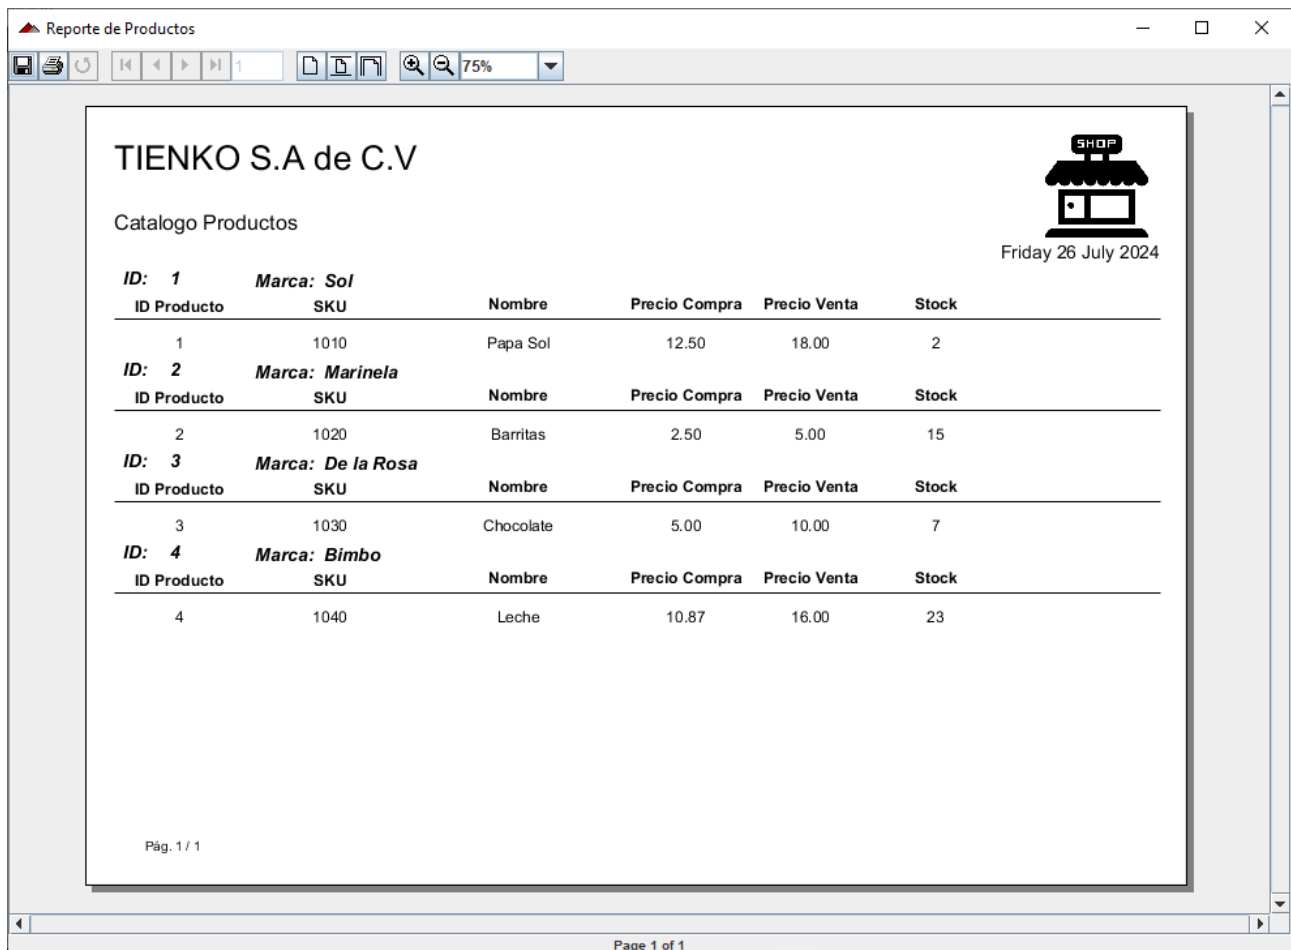 Reporte de Productos
1
75%
SHOP
TIENKO S.A de C.V
Catalogo Productos
Friday 26 July 2024
ID: 1 Marca: Sol
ID Producto SKU Nombre Precio Compra Precio Venta Stock
1 1010 Papa Sol 12.50 18.00 2
ID: 2 Marca: Marinela
ID Producto SKU Nombre Precio Compra Precio Venta Stock
2 1020 Barritas 2.50 5.00 15
ID: 3 Marca: De la Rosa
ID Producto SKU Nombre Precio Compra Precio Venta Stock
3 1030 Chocolate 5.00 10.00 7
ID: 4 Marca: Bimbo
ID Producto SKU Nombre Precio Compra Precio Venta Stock
4 1040 Leche 10.87 16.00 23
Pág. 1 / 1
Page 1 of 1